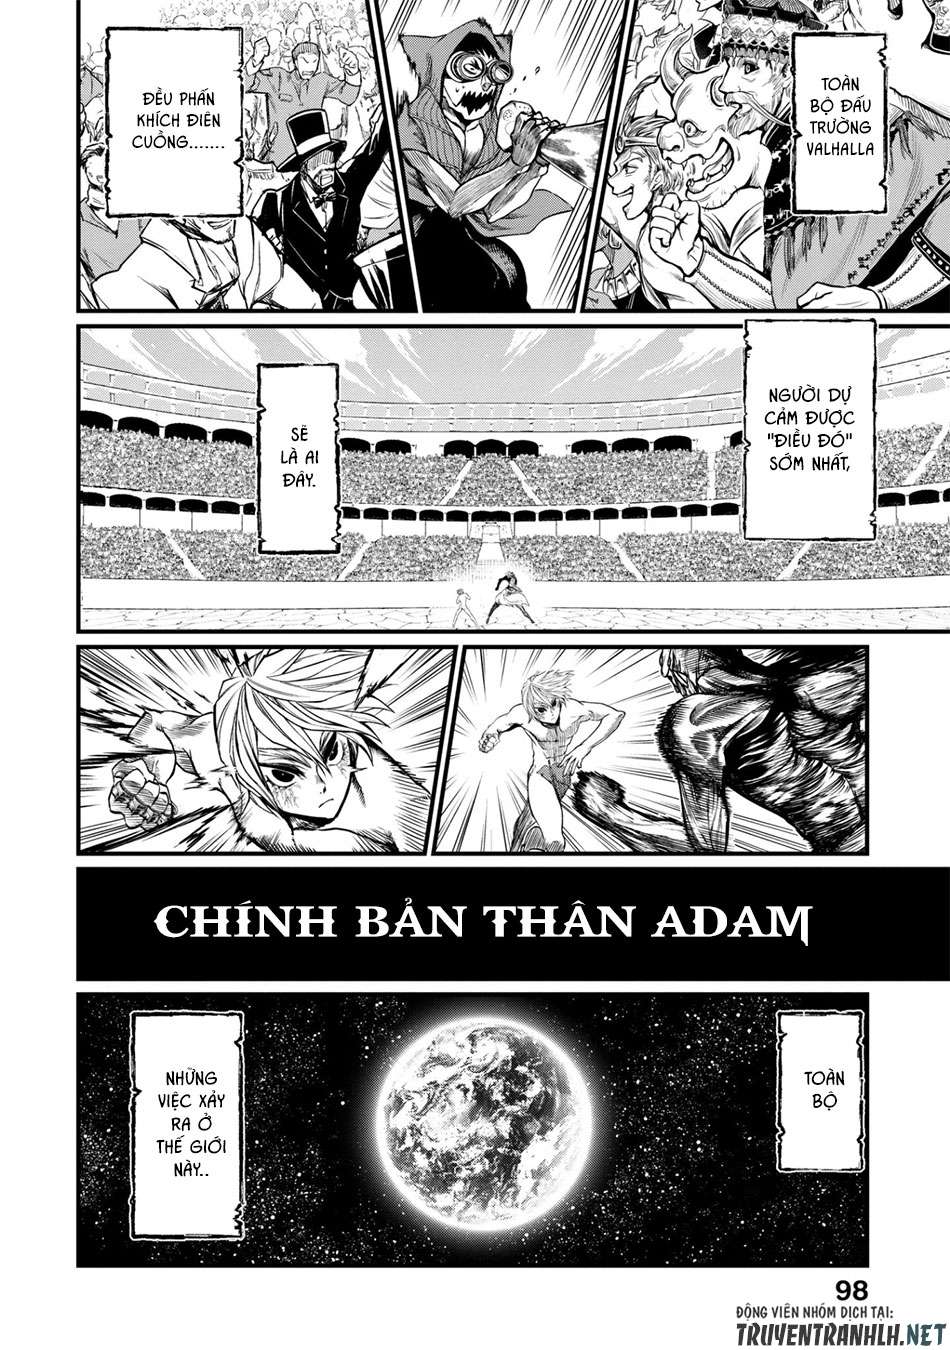 TOÀN
BỘ ĐẤU
TRƯỜNG
VALHALLA
ĐỀU PHẤN
KHÍCH ĐIÊN
CUỒNG.......
NGƯỜI DỰ
CẢM ĐƯỢC
"ĐIỀU ĐÓ"
SỚM NHẤT,
SẼ
LÀ AI
ĐÂY.
CHÍNH BẢN THÂN ADAM
TOÀN
BỘ
NHỮNG
VIỆC XẢY
RA Ở
THẾ GIỚI
NÀY..
98
ĐỘNG VIÊN NHÓM DỊCH TẠI:
TRUYENTRANHLH.NET